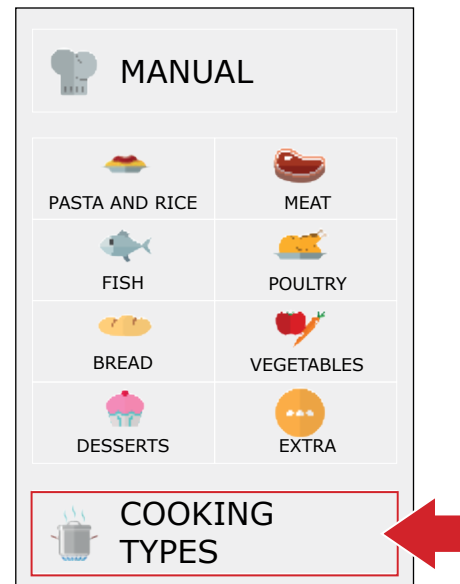 MANUAL
PASTA AND RICE
MEAT
FISH
POULTRY
BREAD
VEGETABLES
DESSERTS
EXTRA
COOKING
TYPES